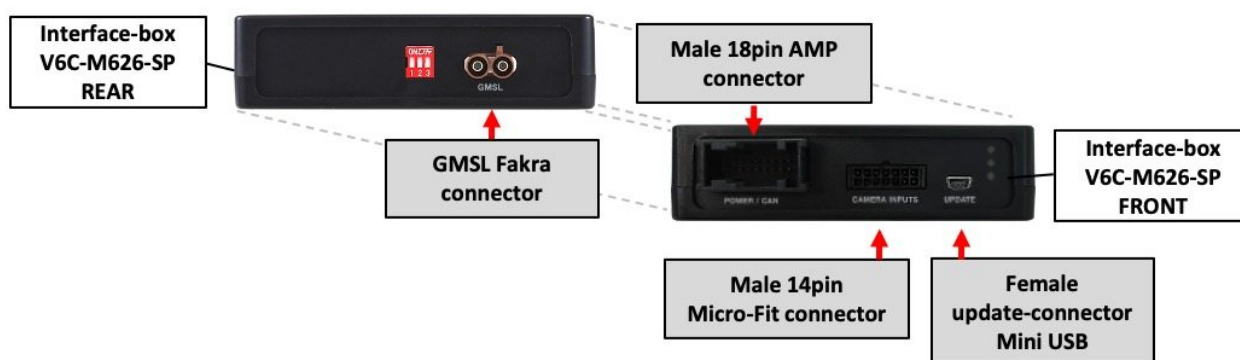 Interface-box
V6C-M626-SP
REAR
ON
1 2 3
GMSL
Male 18pin AMP
connector
GMSL Fakra
connector
Interface-box
V6C-M626-SP
FRONT
POWER / CAN
CAMERA INPUTS
UPDATE
Male 14pin
Micro-Fit connector
Female
update-connector
Mini USB